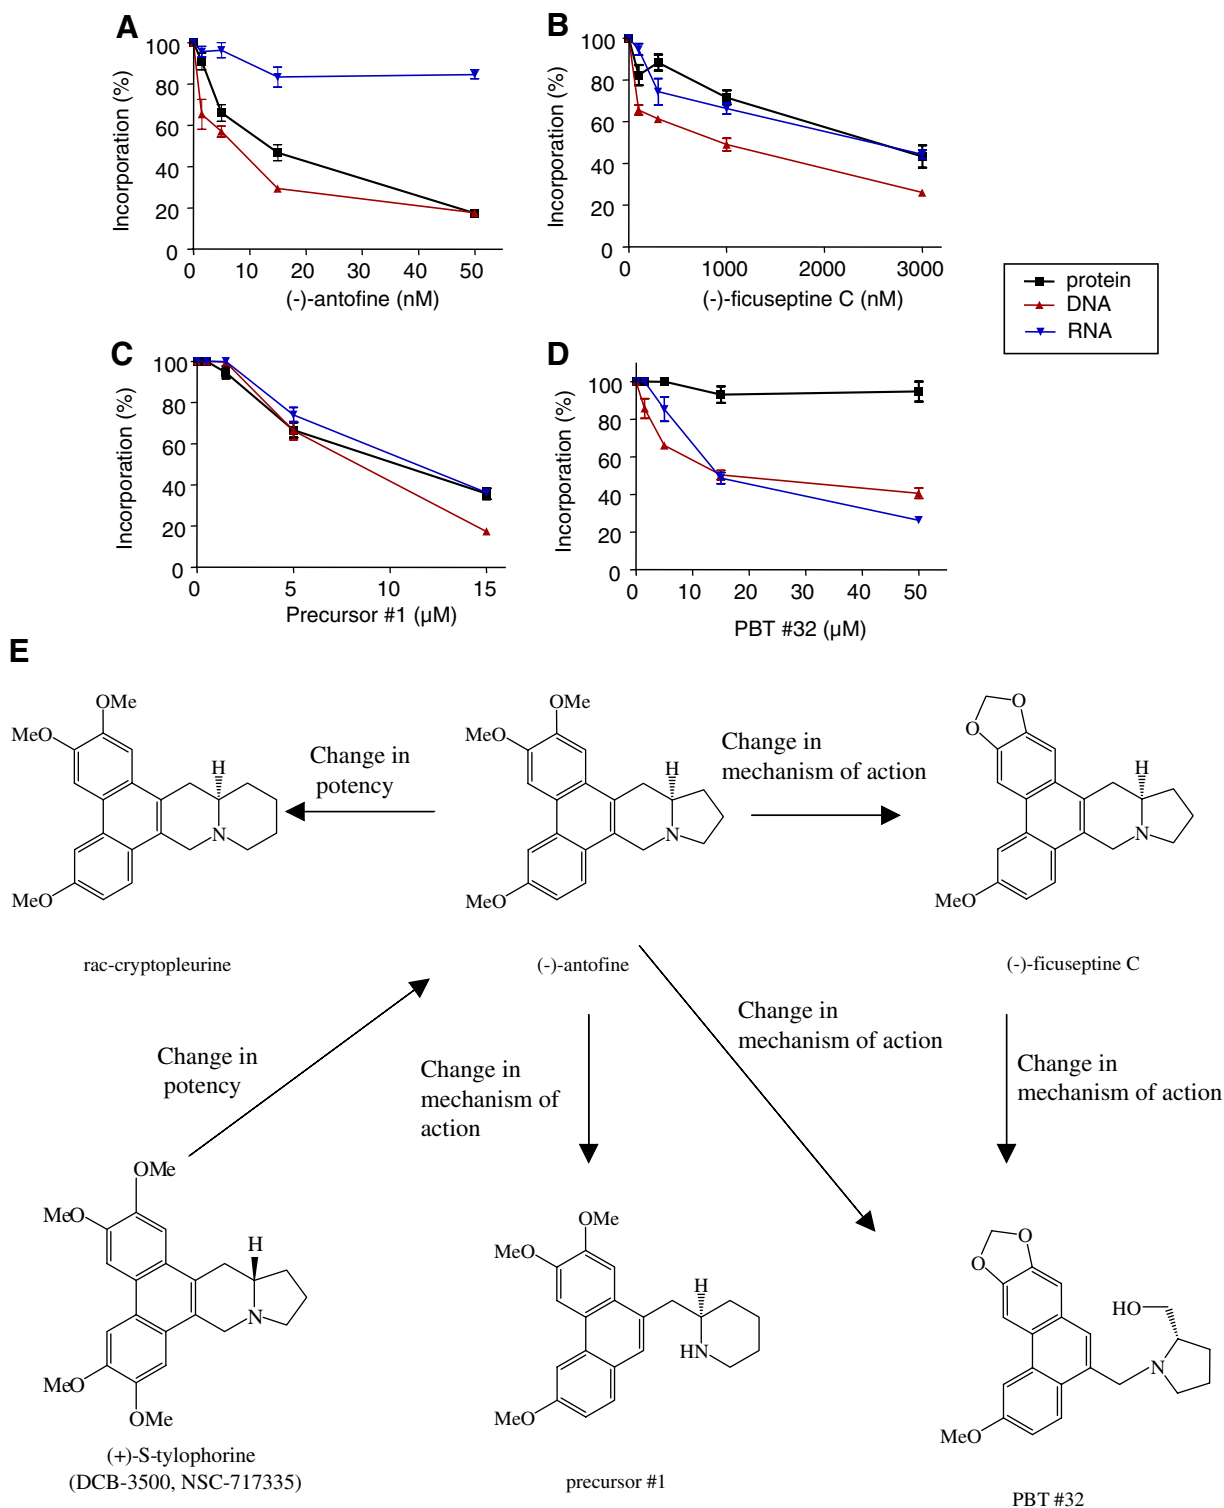 A
Incorporation (%)
100
80
60
40
20
0
0 10 20 30 40 50
(-)-antofine (nM)
B
Incorporation (%)
100
80
60
40
20
0
0 1000 2000 3000
(-)-ficuseptine C (nM)
protein
DNA
RNA
C
Incorporation (%)
100
80
60
40
20
0
0 5 10 15
Precursor #1 (µM)
D
Incorporation (%)
100
80
60
40
20
0
0 10 20 30 40 50
PBT #32 (µM)
E
OMe
MeO
H
N
MeO
rac-cryptopleurine
Change in
potency
OMe
MeO
H
N
MeO
(-)-antofine
Change in
mechanism of action
O
O
H
N
MeO
(-)-ficuseptine C
Change in
potency
Change in
mechanism of
action
Change in
mechanism of action
Change in
mechanism of action
OMe
MeO
H
N
MeO
OMe
(+)-S-tylophorine
(DCB-3500, NSC-717335)
OMe
MeO
H
HN
MeO
precursor #1
O
O
HO
N
MeO
PBT #32